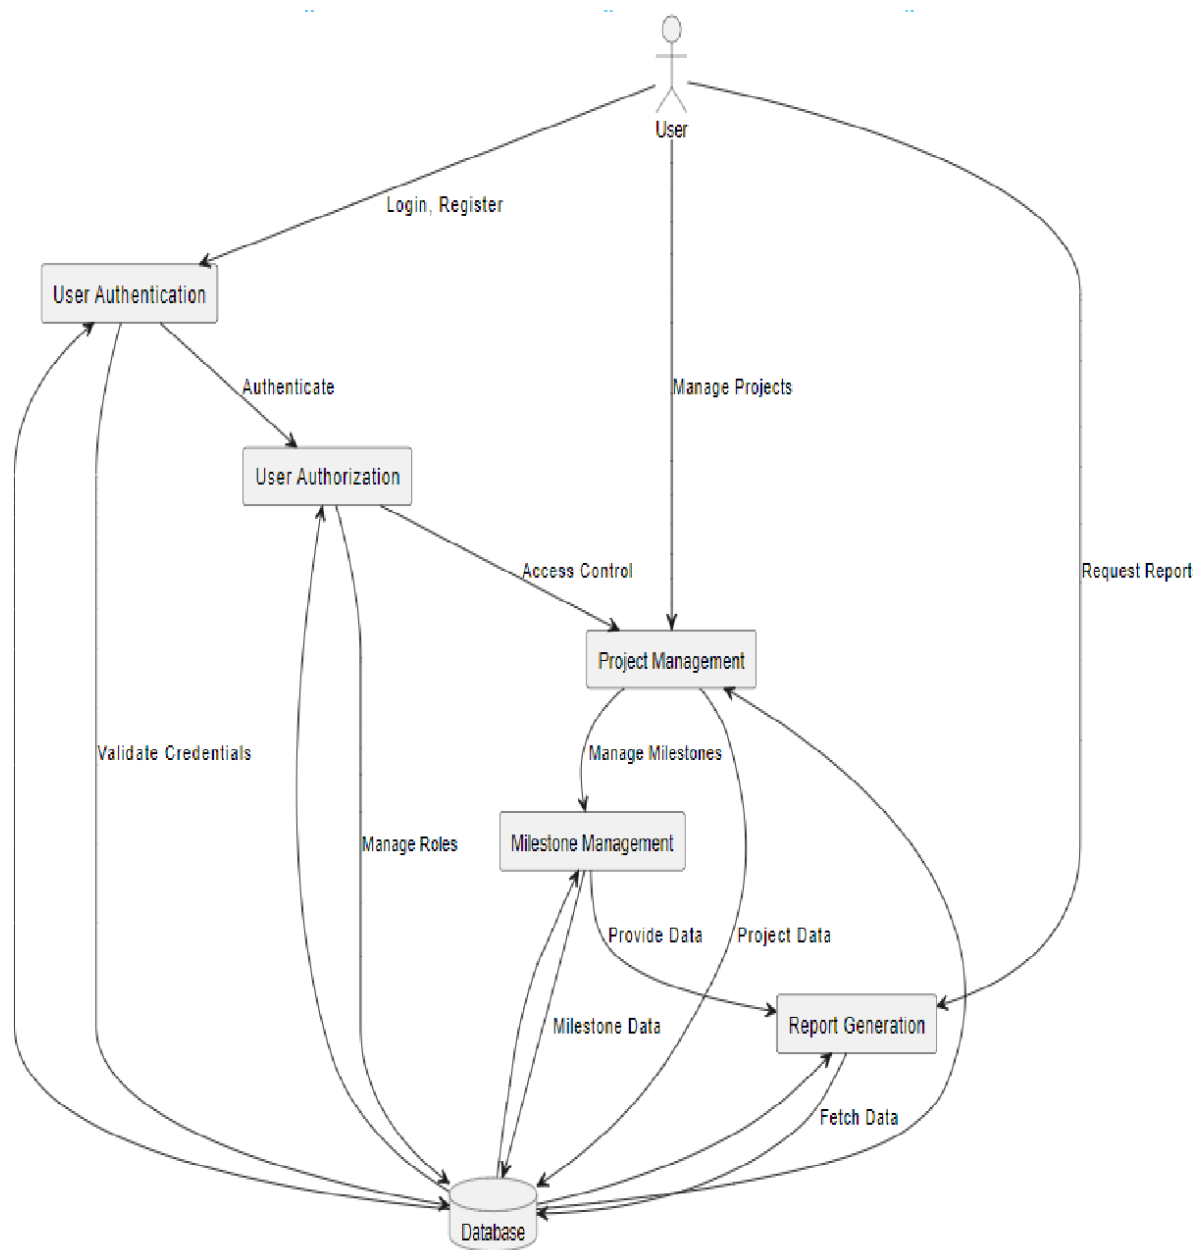 User
Login, Register
User Authentication
Authenticate
Manage Projects
User Authorization
Access Control
Request Report
Project Management
Validate Credentials
Manage Milestones
Manage Roles
Milestone Management
Provide Data
Project Data
Milestone Data
Report Generation
Fetch Data
Database